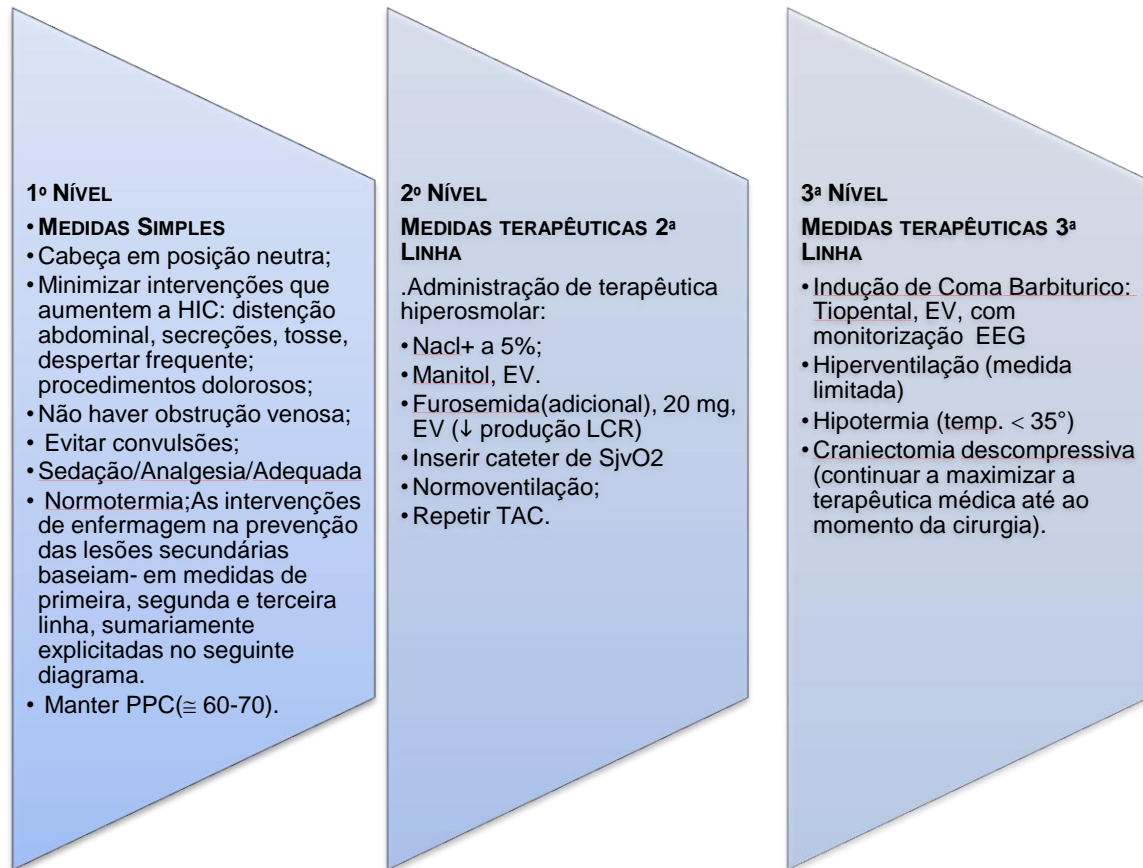 1º NÍVEL
• MEDIDAS SIMPLES
• Cabeça em posição neutra;
• Minimizar intervenções que
aumentem a HIC: distenção
abdominal, secreções, tosse,
despertar frequente;
procedimentos dolorosos;
• Não haver obstrução venosa;
• Evitar convulsões;
• Sedação/Analgesia/Adequada
• Normotermia;As intervenções
de enfermagem na prevenção
das lesões secundárias
baseiam- em medidas de
primeira, segunda e terceira
linha, sumariamente
explicitadas no seguinte
diagrama.
• Manter PPC(≅ 60-70).
2º NÍVEL
MEDIDAS TERAPÊUTICAS 2ª
LINHA
.Administração de terapêutica
hiperosmolar:
• Nacl+ a 5%;
• Manitol, EV.
• Furosemida(adicional), 20 mg,
EV (↓ produção LCR)
• Inserir cateter de SjvO2
• Normoventilação;
• Repetir TAC.
3ª NÍVEL
MEDIDAS TERAPÊUTICAS 3ª
LINHA
• Indução de Coma Barbiturico:
Tiopental, EV, com
monitorização EEG
• Hiperventilação (medida
limitada)
• Hipotermia (temp. < 35°)
• Craniectomia descompressiva
(continuar a maximizar a
terapêutica médica até ao
momento da cirurgia).